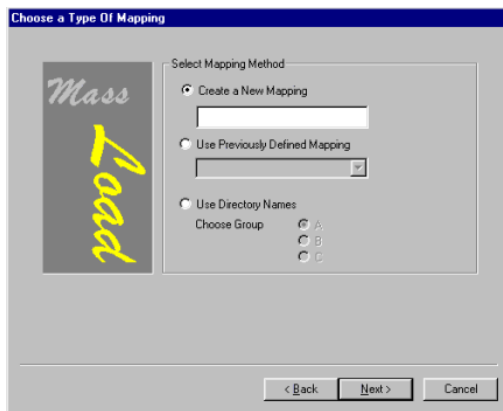 Choose a Type Of Mapping
Mass
Load
Select Mapping Method
Create a New Mapping
Use Previously Defined Mapping
Use Directory Names
Choose Group
A
B
C
< Back
Next >
Cancel